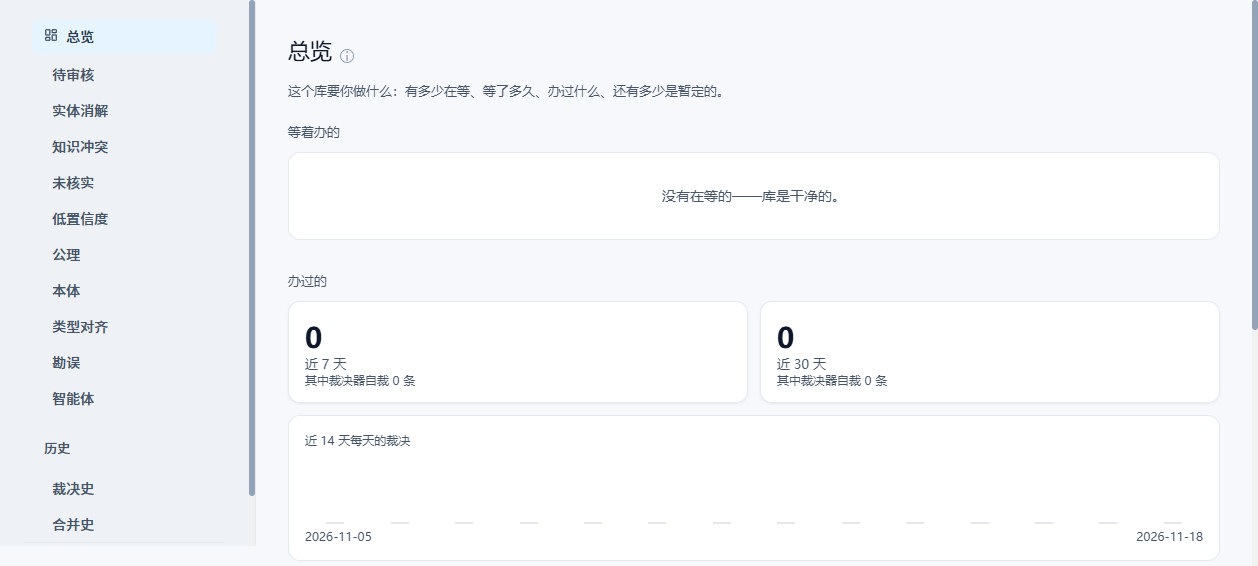 总览
待审核
实体消解
知识冲突
未核实
低置信度
公理
本体
类型对齐
勘误
智能体
历史
裁决史
合并史
总览
这个库要你做什么：有多少在等、等了多久、办过什么、还有多少是暂定的。
等着办的
没有在等的——库是干净的。
办过的
0
近 7 天
其中裁决器自裁 0 条
0
近 30 天
其中裁决器自裁 0 条
近 14 天每天的裁决
2026-11-05
2026-11-18